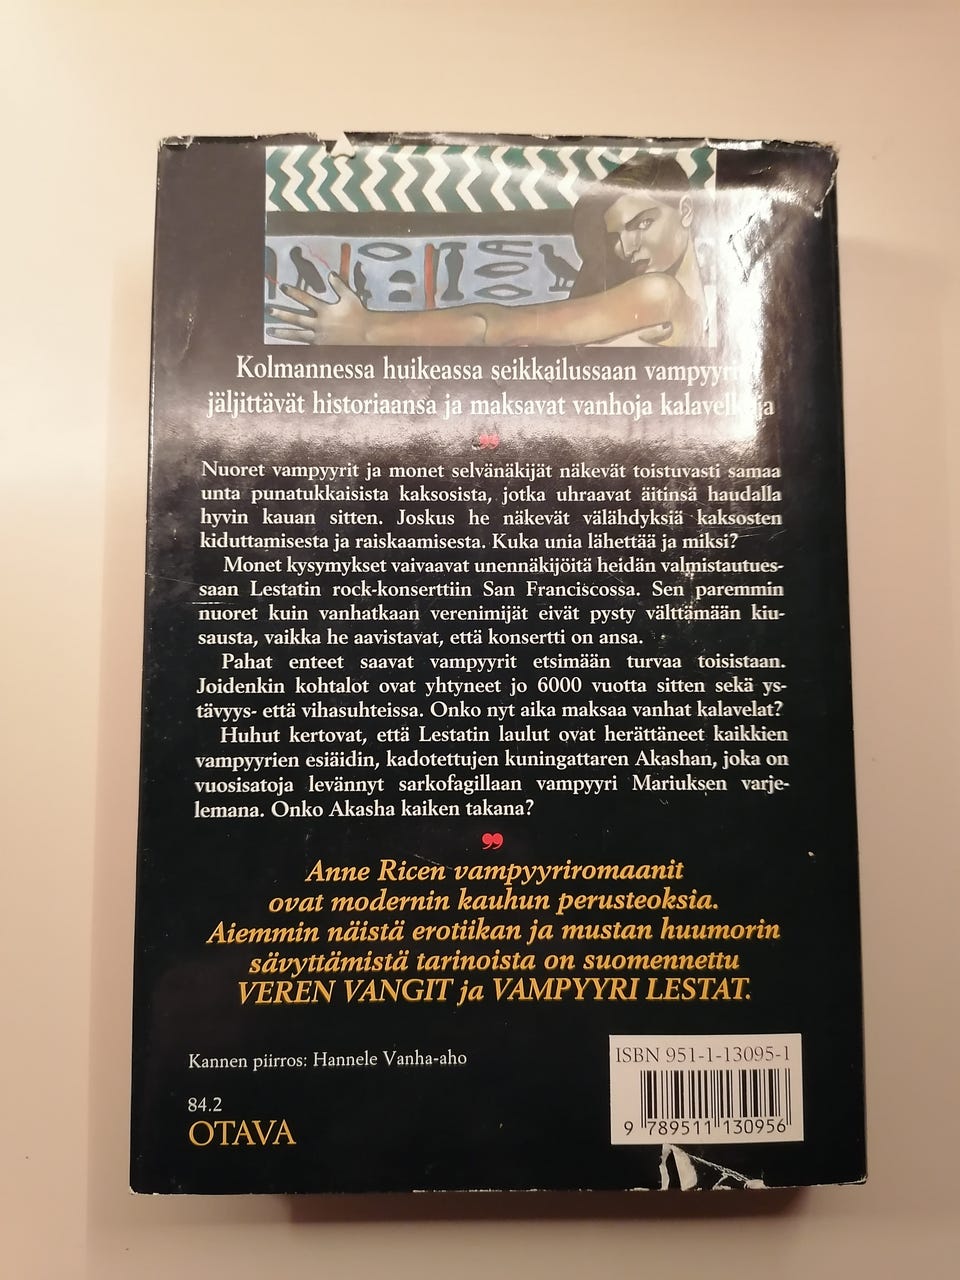 Kolmannessa huikeassa seikkailussaan
jäljittävät historiaansa ja maksavat vanhoja
Nuoret vampyyrit ja monet selvänäkijät näkevät toistuvasti samaa
unta punatukkaisista kaksosista, jotka uhraavat äitinsä haudalla
hyvin kauan sitten. Joskus he näkevät välähdyksiä kaksosten
kiduttamisesta ja raiskaamisesta. Kuka unia lähettää ja miksi?
Monet kysymykset vaivaavat unennäkijöitä heidän valmistautues-
saan Lestatin rock-konserttiin San Franciscossa. Sen paremmin
nuoret kuin vanhatkaan verenimijät eivät pysty välttämään kiu-
sausta, vaikka he aavistavat, että konsertti on ansa.
Pahat enteet saavat vampyyrit etsimään turvaa toisistaan.
Joidenkin kohtalot ovat yhtyneet jo 6000 vuotta sitten sekä ys-
tävyys- että vihasuhteissa. Onko nyt aika maksaa vanhat kalavelat?
Huhut kertovat, että Lestatin laulut ovat herättäneet kaikkien
vampyyrien esiäidin, kadotettujen kuningattaren Akashan, joka on
vuosisatoja levännyt sarkofagillaan vampyyri Mariuksen varje-
lemana. Onko Akasha kaiken takana?
Anne Ricen vampyyriromaanit
ovat modernin kauhun perusteoksia.
Aiemmin näistä erotiikan ja mustan huumorin
sävyttämistä tarinoista on suomennettu
VEREN VANGIT ja VAMPYYRI LESTAT.
Kannen piirros: Hannele Vanha-aho
ISBN 951-1-13095-1
84.2
OTAVA
9 789511 130956